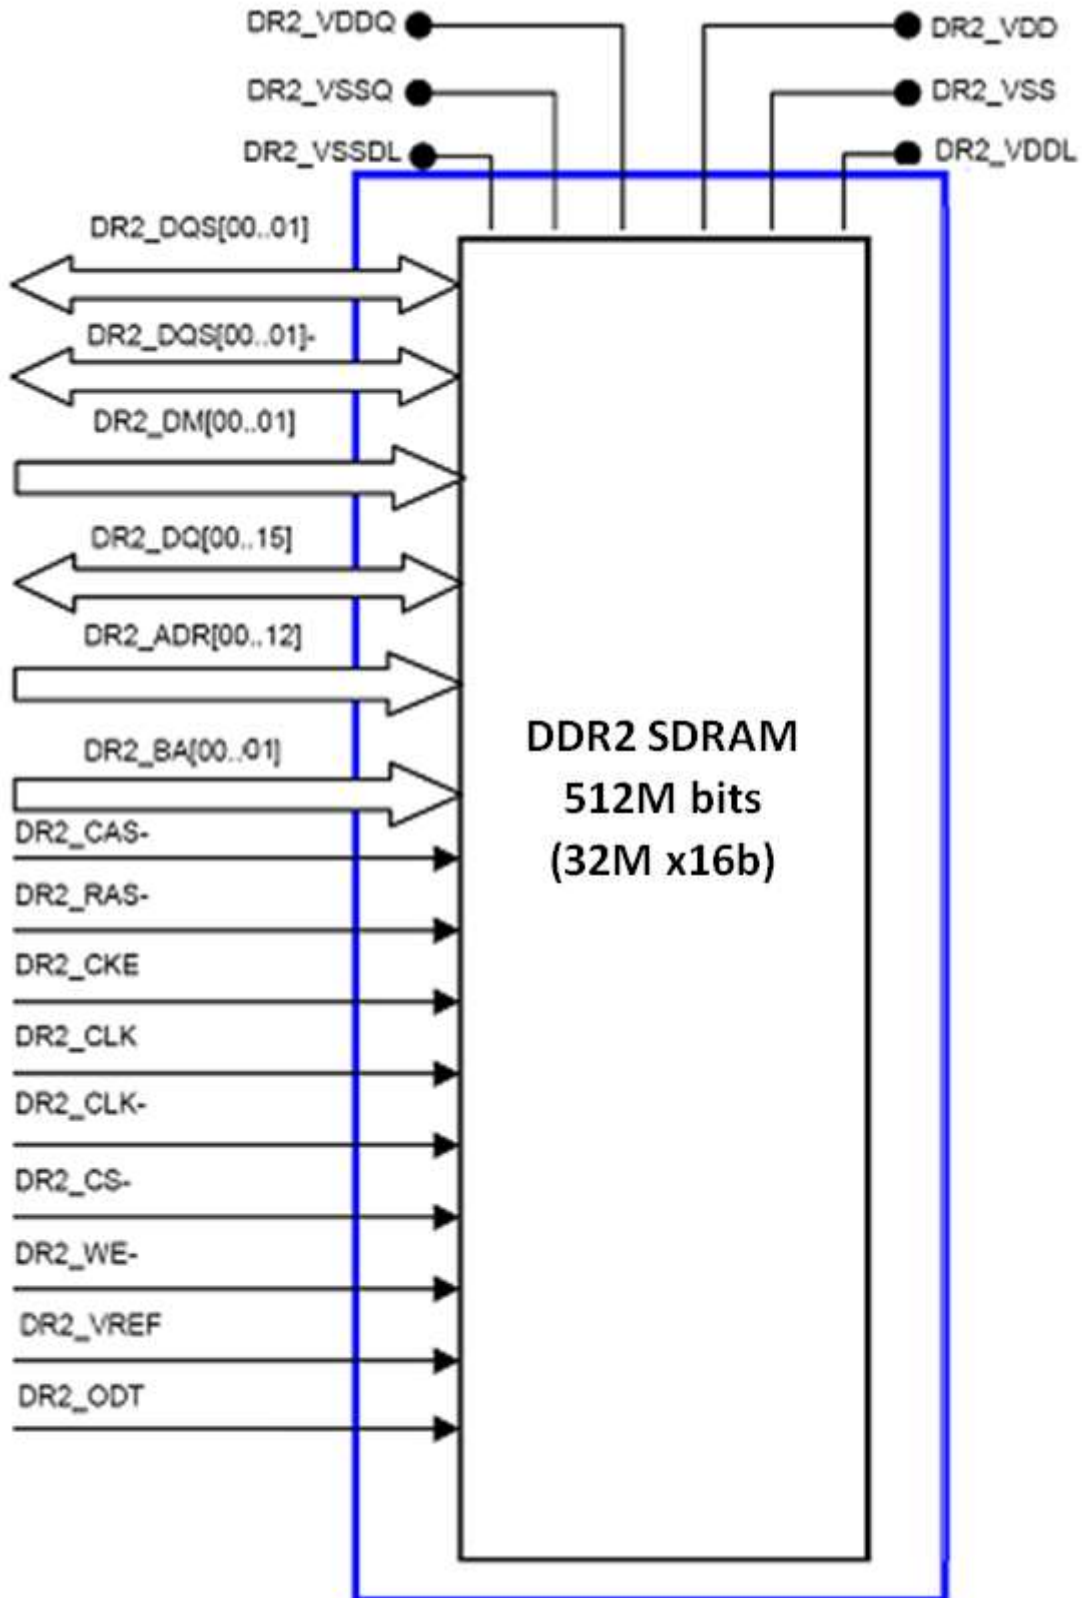 DR2_VDDQ
DR2_VDD
DR2_VSSQ
DR2_VSS
DR2_VSSDL
DR2_VDDL
DR2_DQS[00..01]
DR2_DQS[00..01]-
DR2_DM[00..01]
DR2_DQ[00..15]
DR2_ADR[00..12]
DR2_BA[00..01]
DR2_CAS-
DR2_RAS-
DR2_CKE
DR2_CLK
DR2_CLK-
DR2_CS-
DR2_WE-
DR2_VREF
DR2_ODT
DDR2 SDRAM
512M bits
(32M x16b)